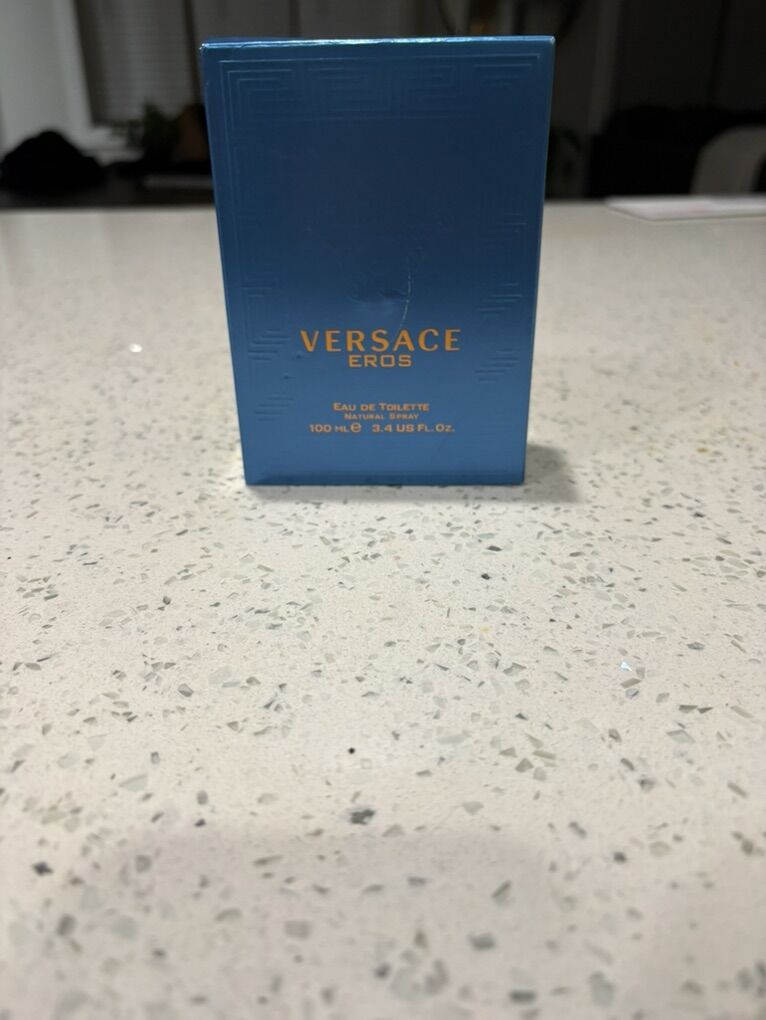 VERSACE
EROS
EAU DE TOILETTE
NATURAL SPRAY
100 ML℮ 3.4 US FL.OZ.